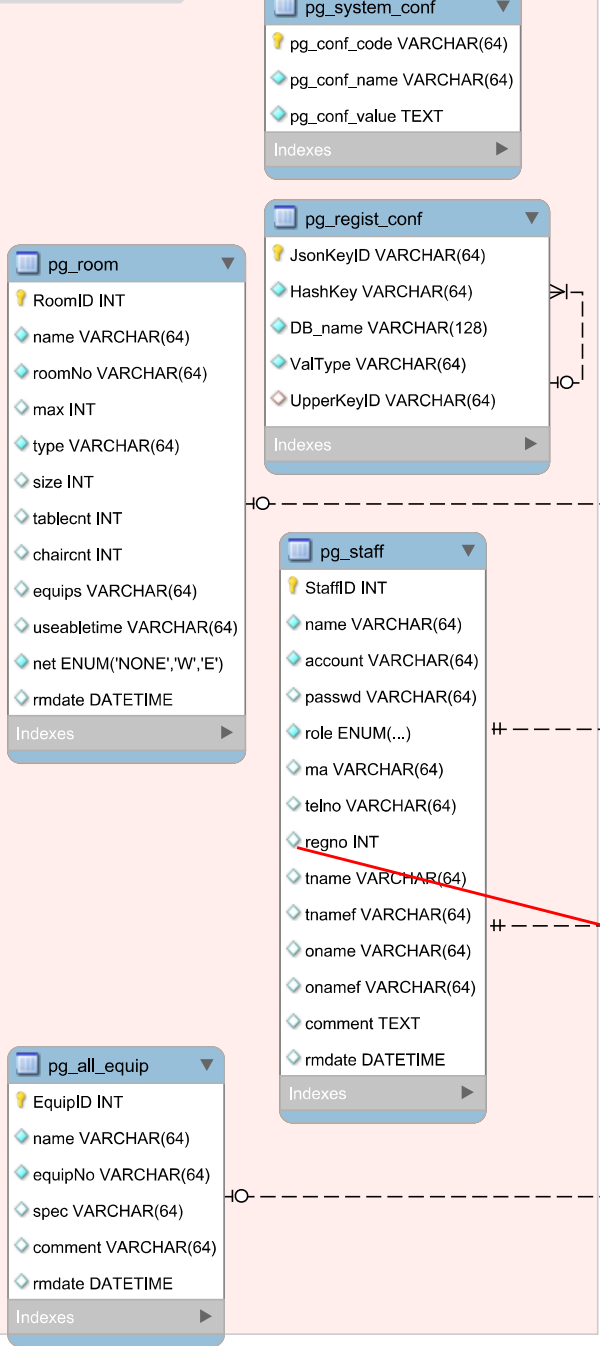 pg_system_conf
pg_conf_code VARCHAR(64)
pg_conf_name VARCHAR(64)
pg_conf_value TEXT
Indexes
pg_regist_conf
JsonKeyID VARCHAR(64)
HashKey VARCHAR(64)
DB_name VARCHAR(128)
ValType VARCHAR(64)
UpperKeyID VARCHAR(64)
Indexes
pg_room
RoomID INT
name VARCHAR(64)
roomNo VARCHAR(64)
max INT
type VARCHAR(64)
size INT
tablecnt INT
chaircnt INT
equips VARCHAR(64)
useabletime VARCHAR(64)
net ENUM('NONE','W','E')
rmdate DATETIME
Indexes
pg_staff
StaffID INT
name VARCHAR(64)
account VARCHAR(64)
passwd VARCHAR(64)
role ENUM(...)
ma VARCHAR(64)
telno VARCHAR(64)
regno INT
tname VARCHAR(64)
tnamef VARCHAR(64)
oname VARCHAR(64)
onamef VARCHAR(64)
comment TEXT
rmdate DATETIME
Indexes
pg_all_equip
EquipID INT
name VARCHAR(64)
equipNo VARCHAR(64)
spec VARCHAR(64)
comment VARCHAR(64)
rmdate DATETIME
Indexes